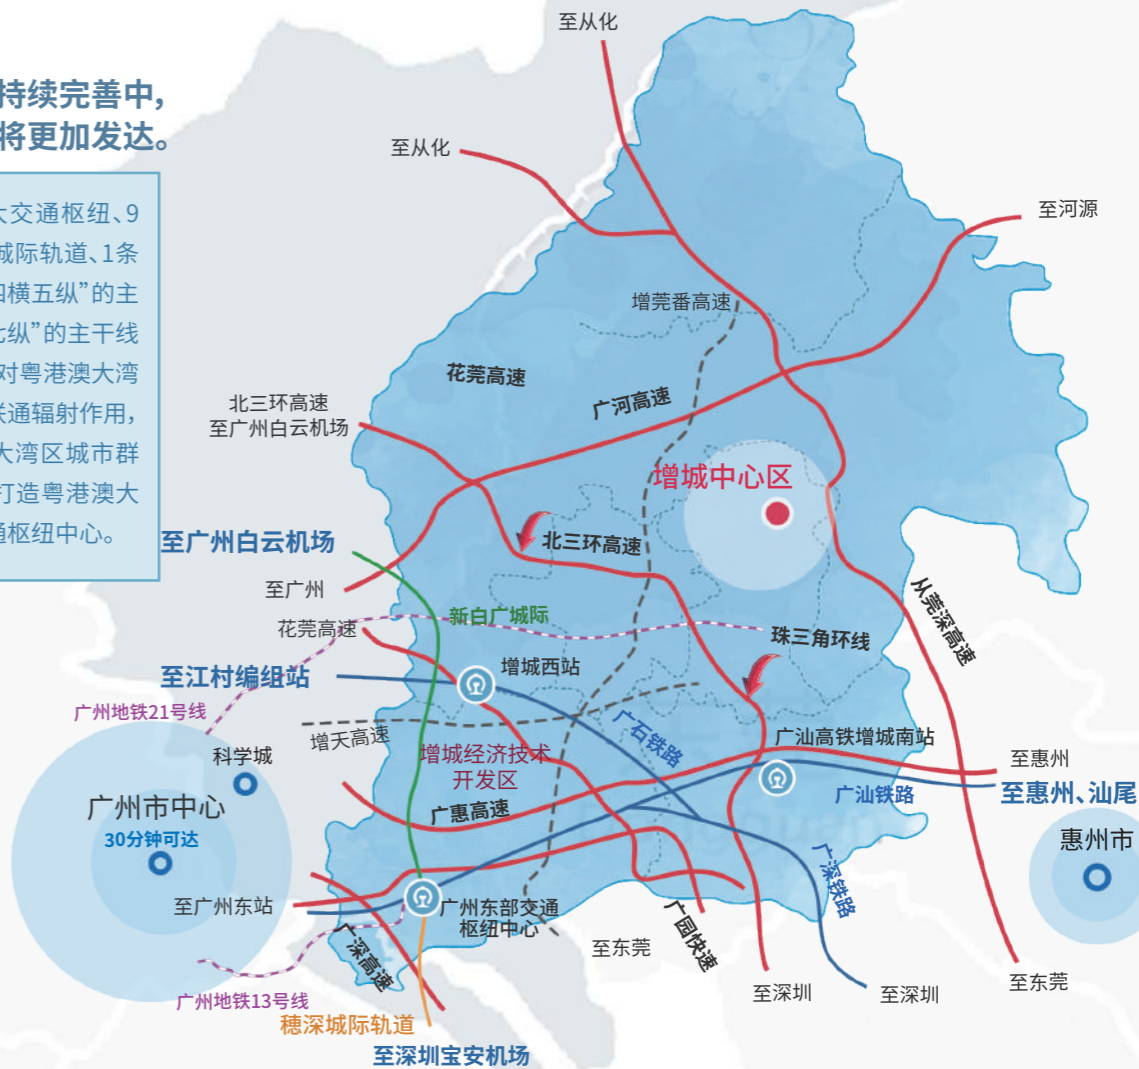 持续完善中，
将更加发达。
大交通枢纽、9
城际轨道、1条
四横五纵”的主
七纵”的主干线
对粤港澳大湾
联通辐射作用，
大湾区城市群
打造粤港澳大
通枢纽中心。
至从化
至从化
至河源
增莞番高速
花莞高速
广河高速
北三环高速
至广州白云机场
增城中心区
至广州白云机场
北三环高速
至广州
新白广城际
从莞深高速
花莞高速
珠三角环线
增城西站
至江村编组站
广州地铁21号线
广石铁路
增天高速
广汕高铁增城南站
科学城
增城经济技术
开发区
至惠州
至惠州、汕尾
广州市中心
广惠高速
广汕铁路
30分钟可达
惠州市
广深铁路
至广州东站
广州东部交通
枢纽中心
广园快速
广深高速
至东莞
至东莞
广州地铁13号线
至深圳
至深圳
穗深城际轨道
至深圳宝安机场